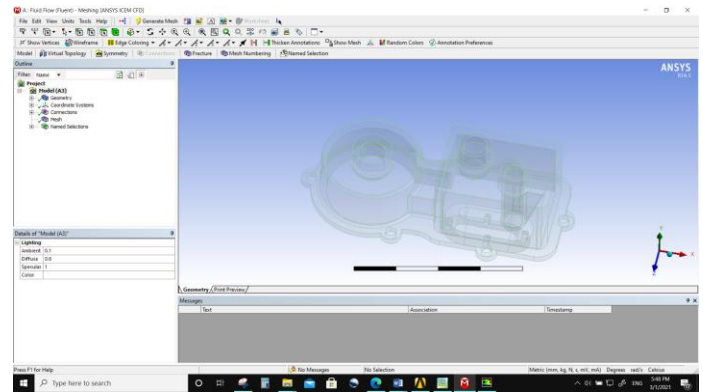 A : Fluid Flow (Fluent) - Meshing [ANSYS ICEM CFD]
File Edit View Units Tools Help Generate Mesh Worksheet
Show Vertices Wireframe Edge Coloring Thicken Annotations Show Mesh Random Colors Annotation Preferences
Model Virtual Topology Symmetry Connections Fracture Mesh Numbering Named Selection
Outline
Filter: Name
Project
Model (A3)
Geometry
Coordinate Systems
Connections
Mesh
Named Selections
ANSYS
Details of "Model (A3)"
Lighting
Ambient 0.1
Diffuse 0.6
Specular 1
Color
Y
X
Geometry Print Preview
Messages
Text Association Timestamp
Press F1 for Help No Messages No Selection Metric (mm, kg, N, s, mV, mA) Degrees rad/s Celsius
Type here to search ENG 5:48 PM
3/1/2021